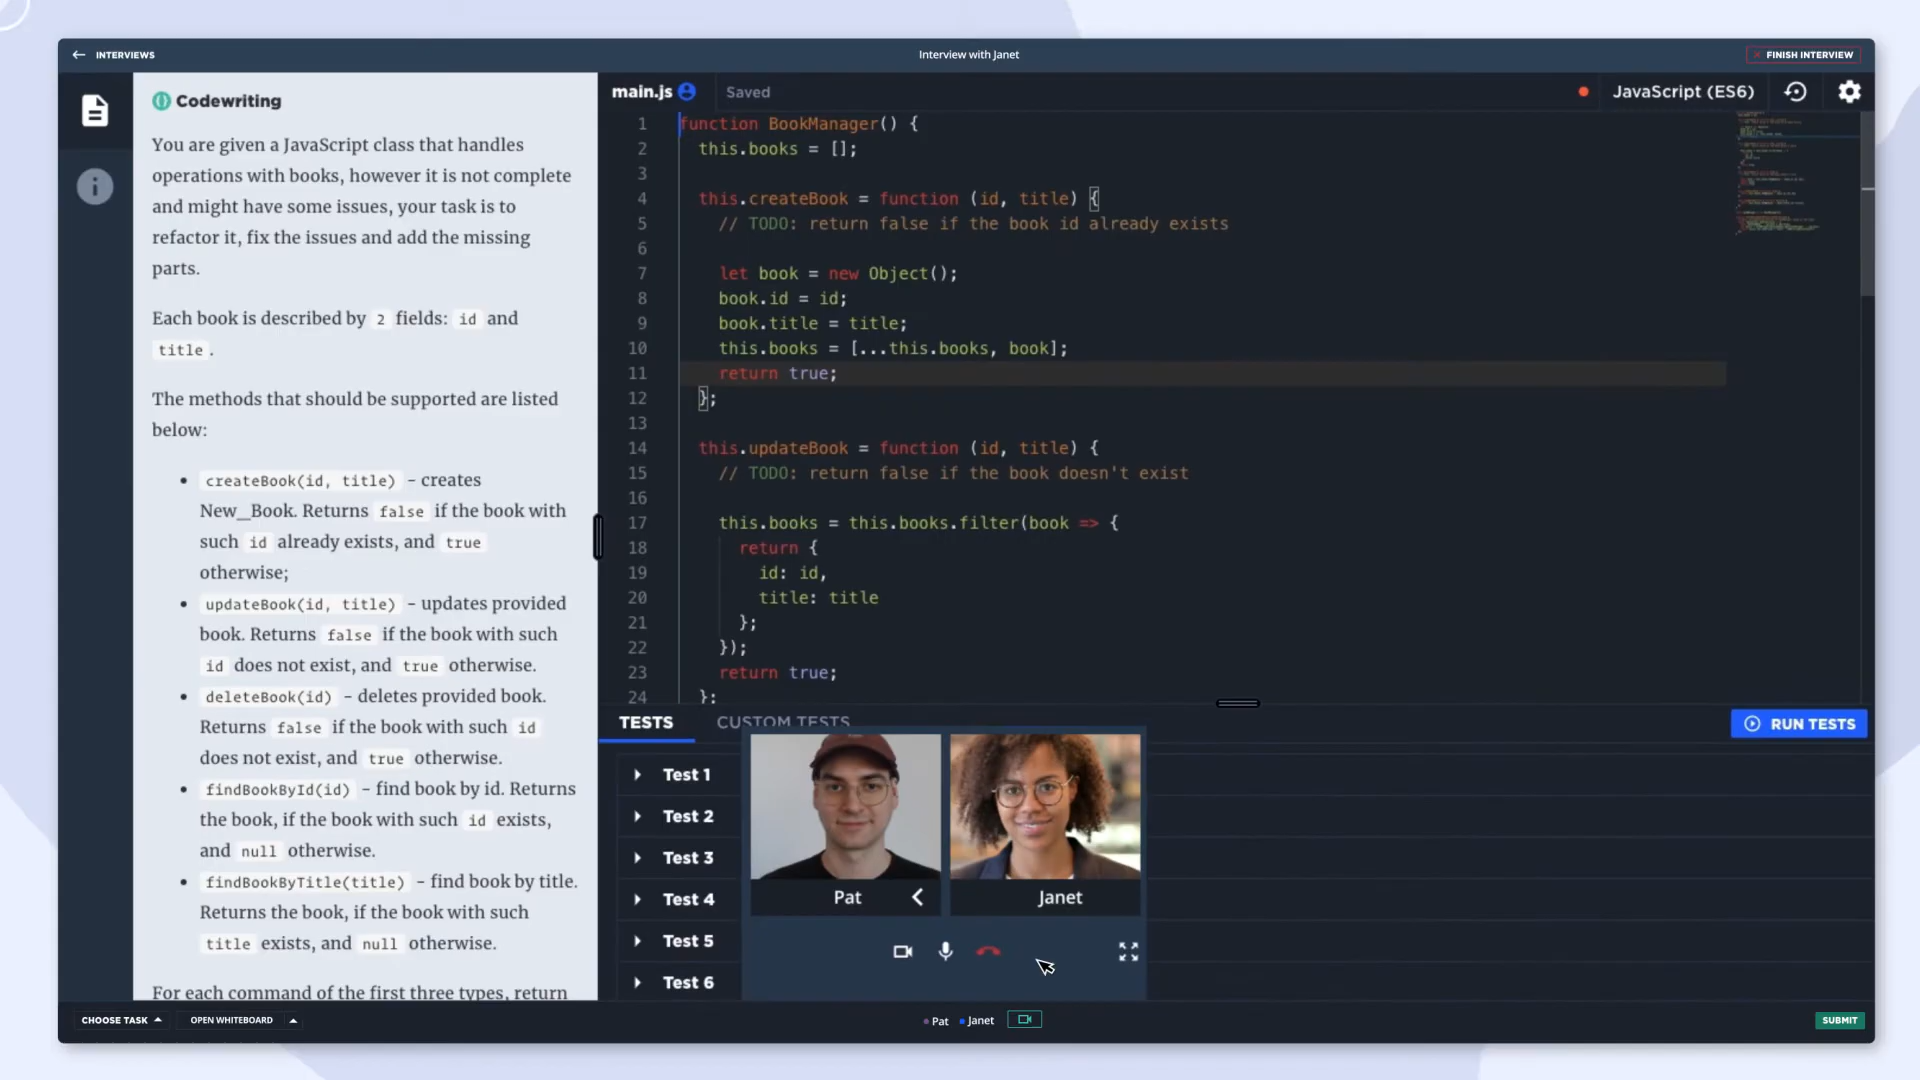 INTERVIEWS
Interview with Janet
FINISH INTERVIEW
Codewriting
You are given a JavaScript class that handles
operations with books, however it is not complete
and might have some issues, your task is to
refactor it, fix the issues and add the missing
parts.
Each book is described by 2 fields: id and
title .
The methods that should be supported are listed
below:
• createBook(id, title) - creates
New_Book. Returns false if the book with
such id already exists, and true
otherwise;
• updateBook(id, title) - updates provided
book. Returns false if the book with such
id does not exist, and true otherwise.
• deleteBook(id) - deletes provided book.
Returns false if the book with such id
does not exist, and true otherwise.
• findBookById(id) - find book by id. Returns
the book, if the book with such id exists,
and null otherwise.
• findBookByTitle(title) - find book by title.
Returns the book, if the book with such
title exists, and null otherwise.
For each command of the first three types, return
main.js
Saved
JavaScript (ES6)
1 function BookManager() {
2 this.books = [];
3
4 this.createBook = function (id, title) {
5 // TODO: return false if the book id already exists
6
7 let book = new Object();
8 book.id = id;
9 book.title = title;
10 this.books = [...this.books, book];
11 return true;
12 };
13
14 this.updateBook = function (id, title) {
15 // TODO: return false if the book doesn't exist
16
17 this.books = this.books.filter(book => {
18 return {
19 id: id,
20 title: title
21 };
22 });
23 return true;
24 };
TESTS
CUSTOM TESTS
RUN TESTS
Test 1
Test 2
Test 3
Test 4
Test 5
Test 6
Pat
Janet
CHOOSE TASK
OPEN WHITEBOARD
Pat
Janet
SUBMIT